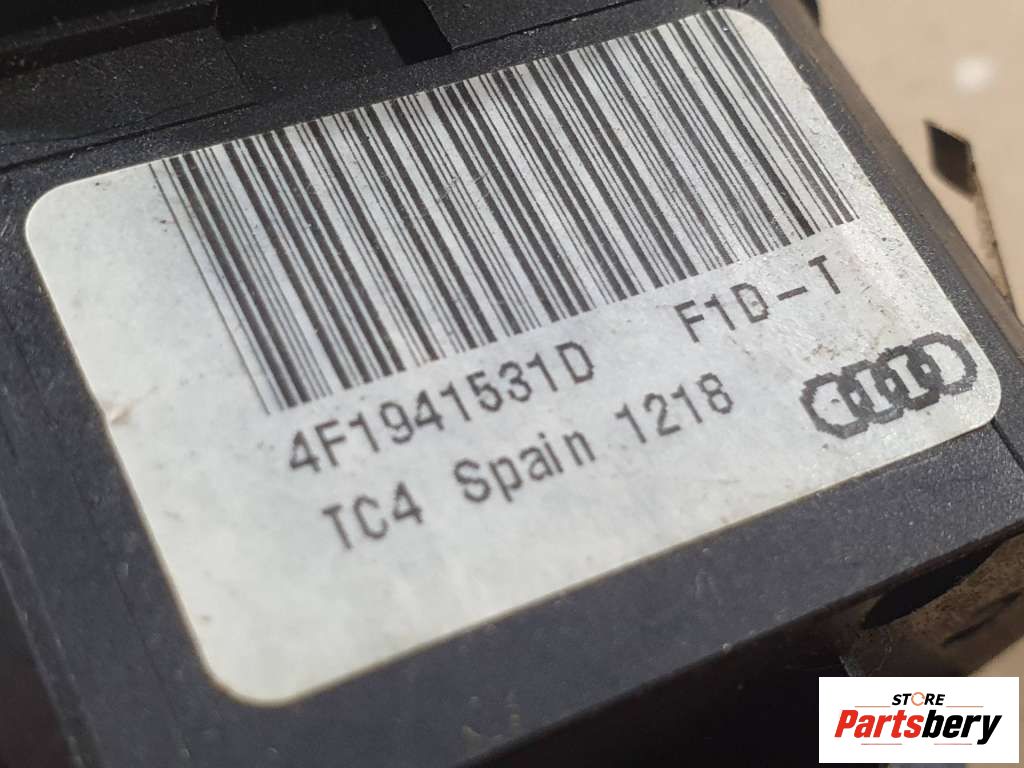 4F1941531D F1D-T
TC4 Spain 1218
STORE
Partsbery